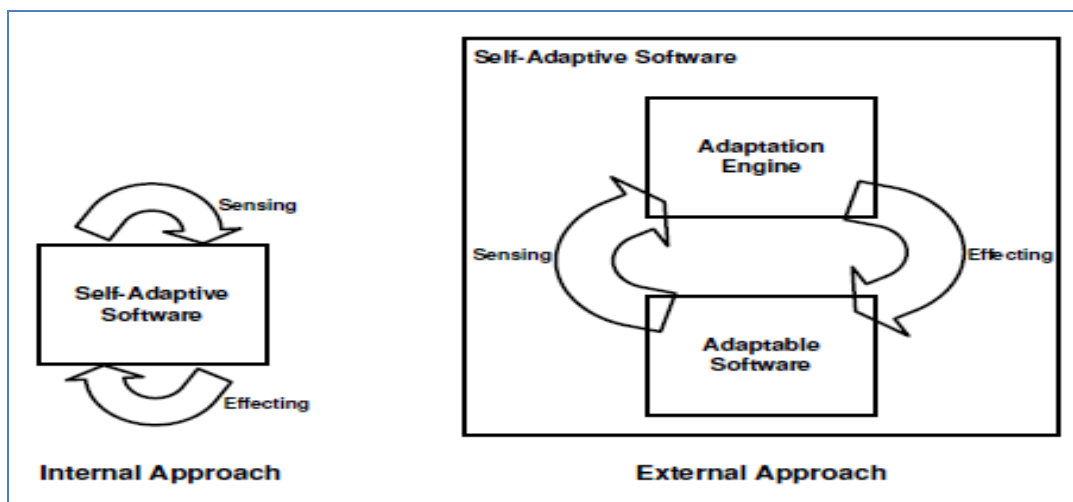 Sensing
Self-Adaptive
Software
Effecting
Internal Approach
Self-Adaptive Software
Adaptation
Engine
Sensing
Effecting
Adaptable
Software
External Approach